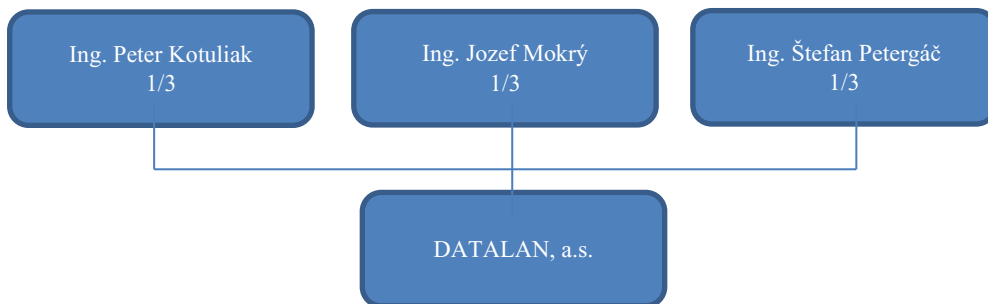 Ing. Peter Kotuliak
1/3
Ing. Jozef Mokrý
1/3
Ing. Štefan Petergáč
1/3
DATALAN, a.s.